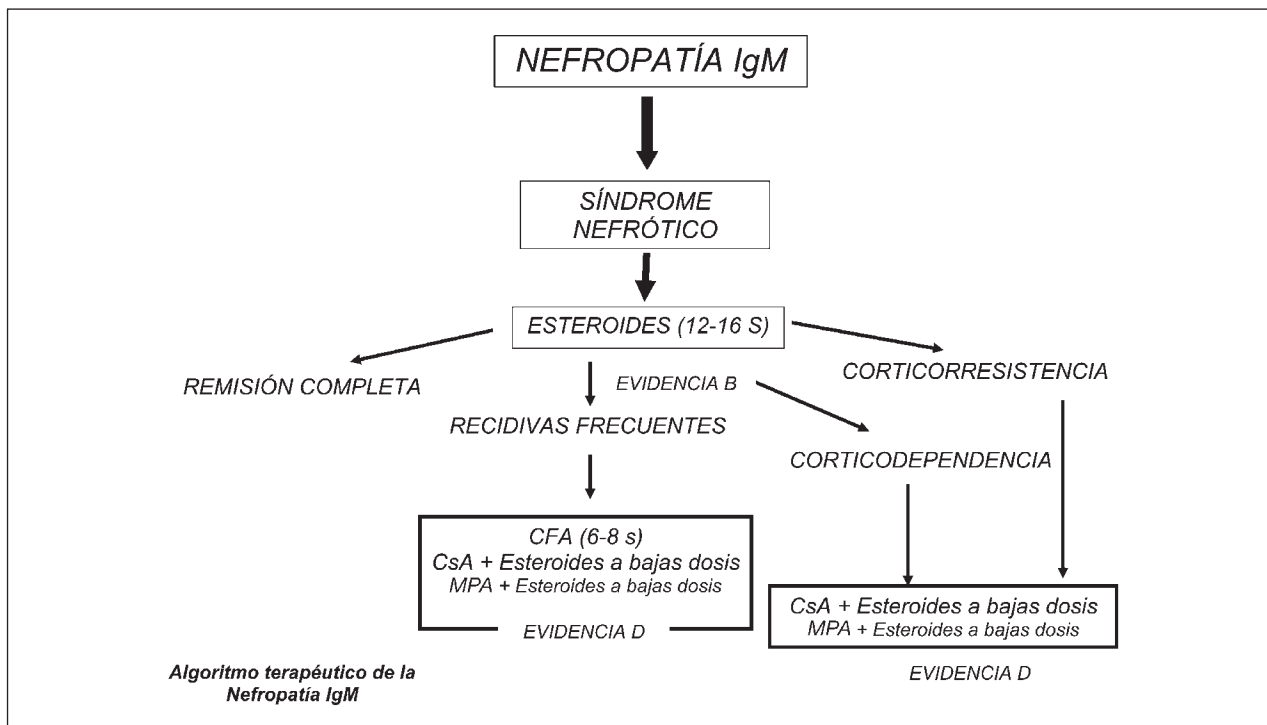 NEFROPATÍA IgM
SÍNDROME
NEFRÓTICO
ESTEROIDES (12-16 S)
REMISIÓN COMPLETA
EVIDENCIA B
CORTICORRESISTENCIA
RECIDIVAS FRECUENTES
CORTICODEPENDENCIA
CFA (6-8 s)
CsA + Esteroides a bajas dosis
MPA + Esteroides a bajas dosis
EVIDENCIA D
CsA + Esteroides a bajas dosis
MPA + Esteroides a bajas dosis
EVIDENCIA D
Algoritmo terapéutico de la
Nefropatía IgM